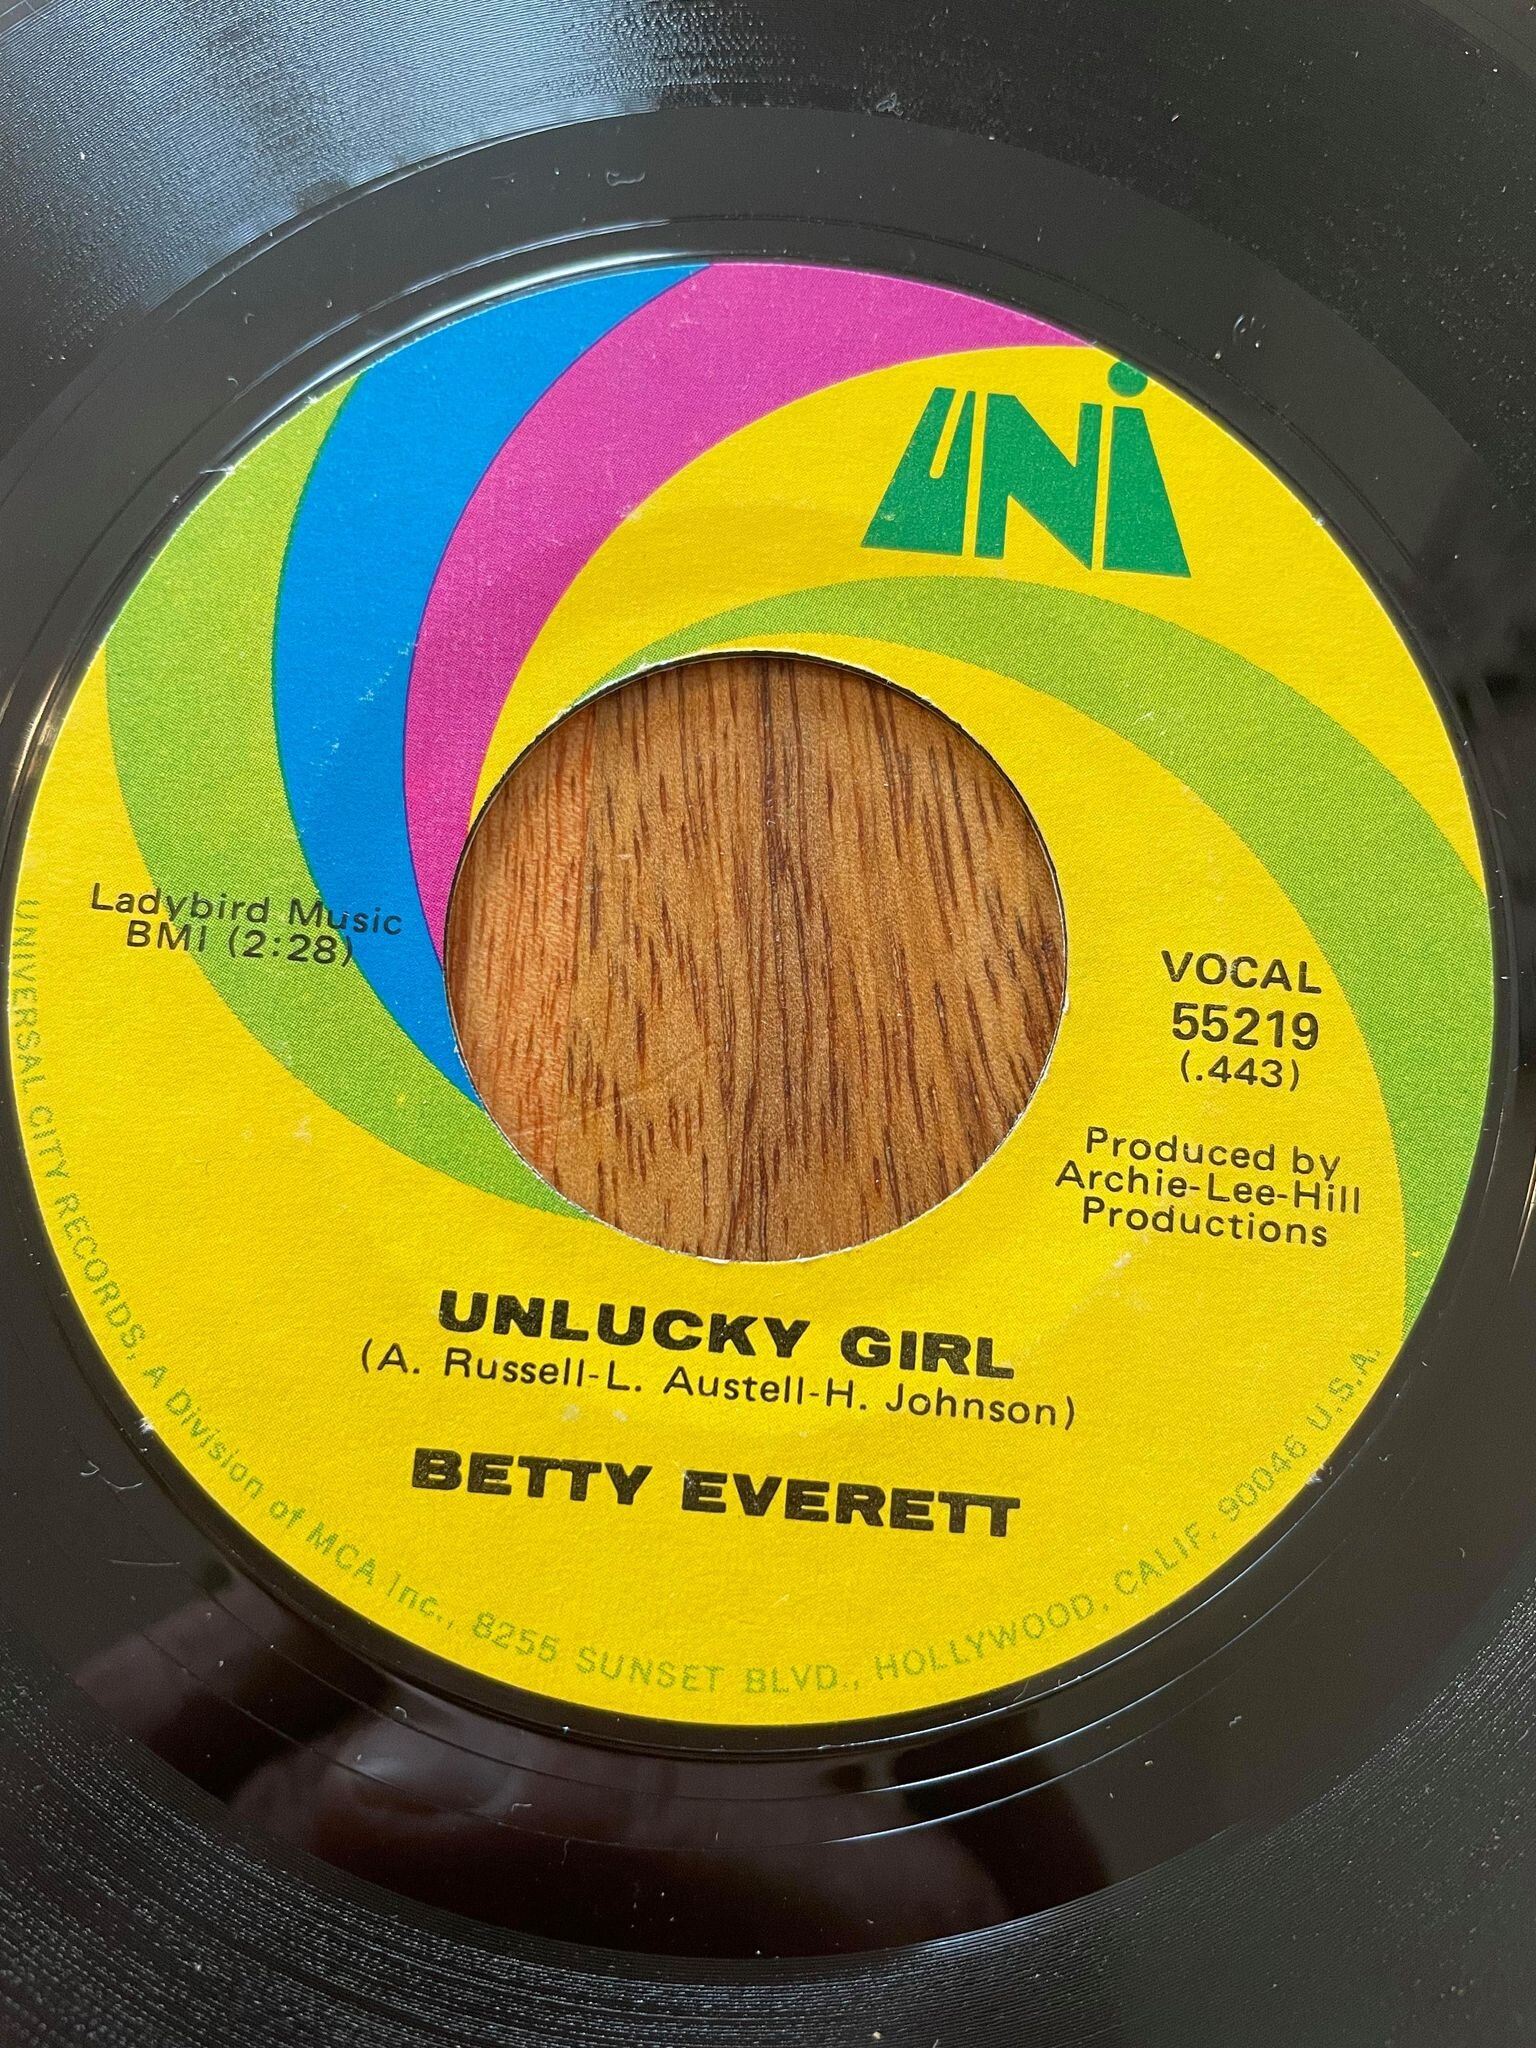 UNi
Ladybird Music
BMI (2:28)
VOCAL
55219
(.443)
Produced by
Archie-Lee-Hill
Productions
UNLUCKY GIRL
(A. Russell-L. Austell-H. Johnson)
BETTY EVERETT
UNIVERSAL CITY RECORDS, A Division of MCA Inc., 8255 SUNSET BLVD., HOLLYWOOD, CALIF. 90046 U.S.A.